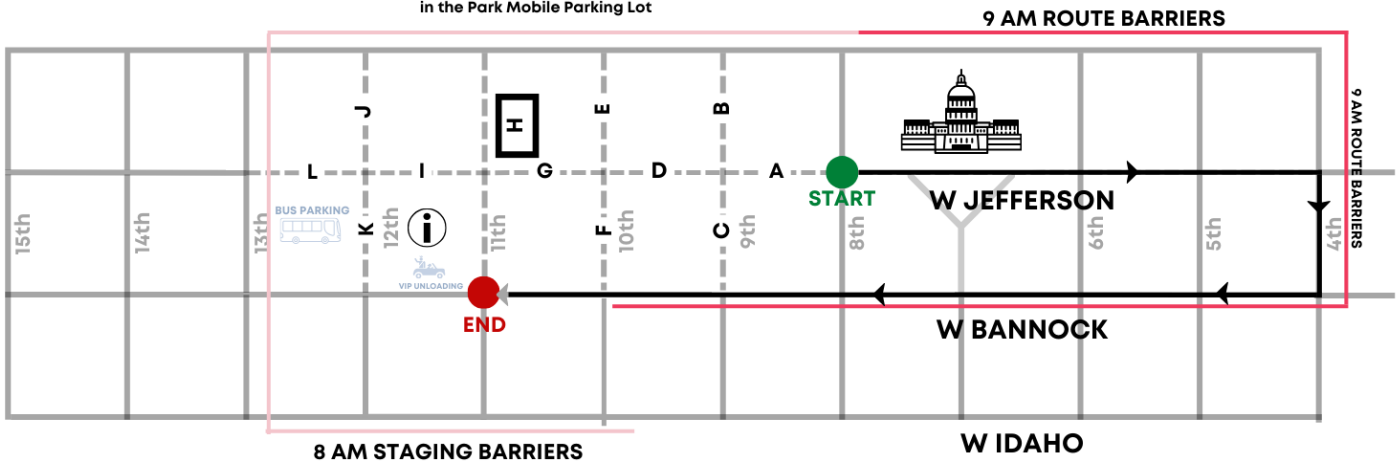 in the Park Mobile Parking Lot
9 AM ROUTE BARRIERS
9 AM ROUTE BARRIERS
J
H
E
B
L
I
G
D
A
START
W JEFFERSON
BUS PARKING
15th
14th
13th
K
12th
i
11th
F
10th
C
9th
8th
6th
5th
4th
VIP UNLOADING
END
W BANNOCK
8 AM STAGING BARRIERS
W IDAHO